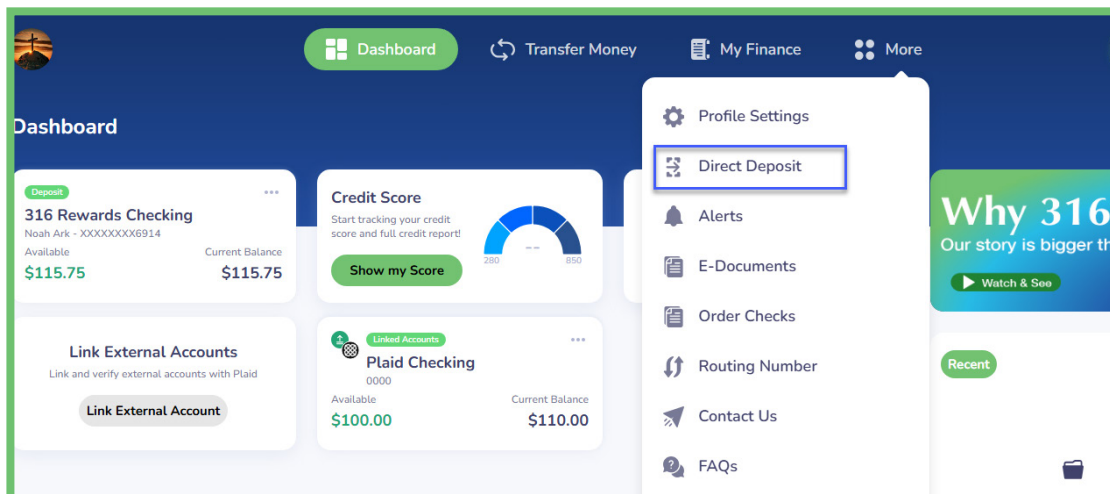 Dashboard
Transfer Money
My Finance
More
Dashboard
Deposit
316 Rewards Checking
Noah Ark - XXXXXXXX6914
Available
Current Balance
$115.75
$115.75
Credit Score
Start tracking your credit
score and full credit report!
Show my Score
--
280
850
Link External Accounts
Link and verify external accounts with Plaid
Link External Account
Linked Accounts
Plaid Checking
0000
Available
Current Balance
$100.00
$110.00
Profile Settings
Direct Deposit
Alerts
E-Documents
Order Checks
Routing Number
Contact Us
FAQs
Why 316
Our story is bigger th
Watch & See
Recent